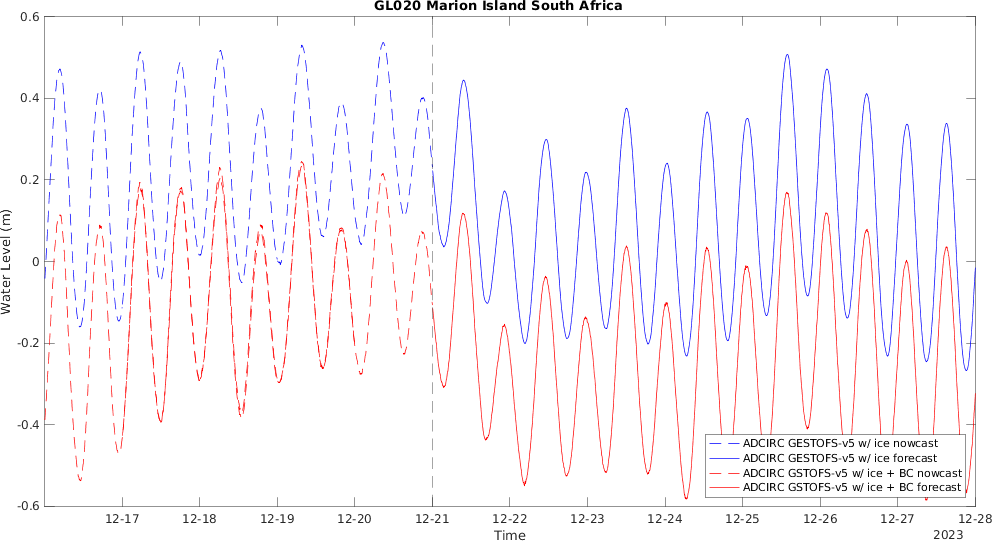 GL020 Marion Island South Africa
0.6
0.4
0.2
0
-0.2
-0.4
-0.6
Water Level (m)
ADCIRC GESTOFS-v5 w/ ice nowcast
ADCIRC GESTOFS-v5 w/ ice forecast
ADCIRC GSTOFS-v5 w/ ice + BC nowcast
ADCIRC GSTOFS-v5 w/ ice + BC forecast
12-17 12-18 12-19 12-20 12-21 12-22 12-23 12-24 12-25 12-26 12-27 12-28
Time
2023